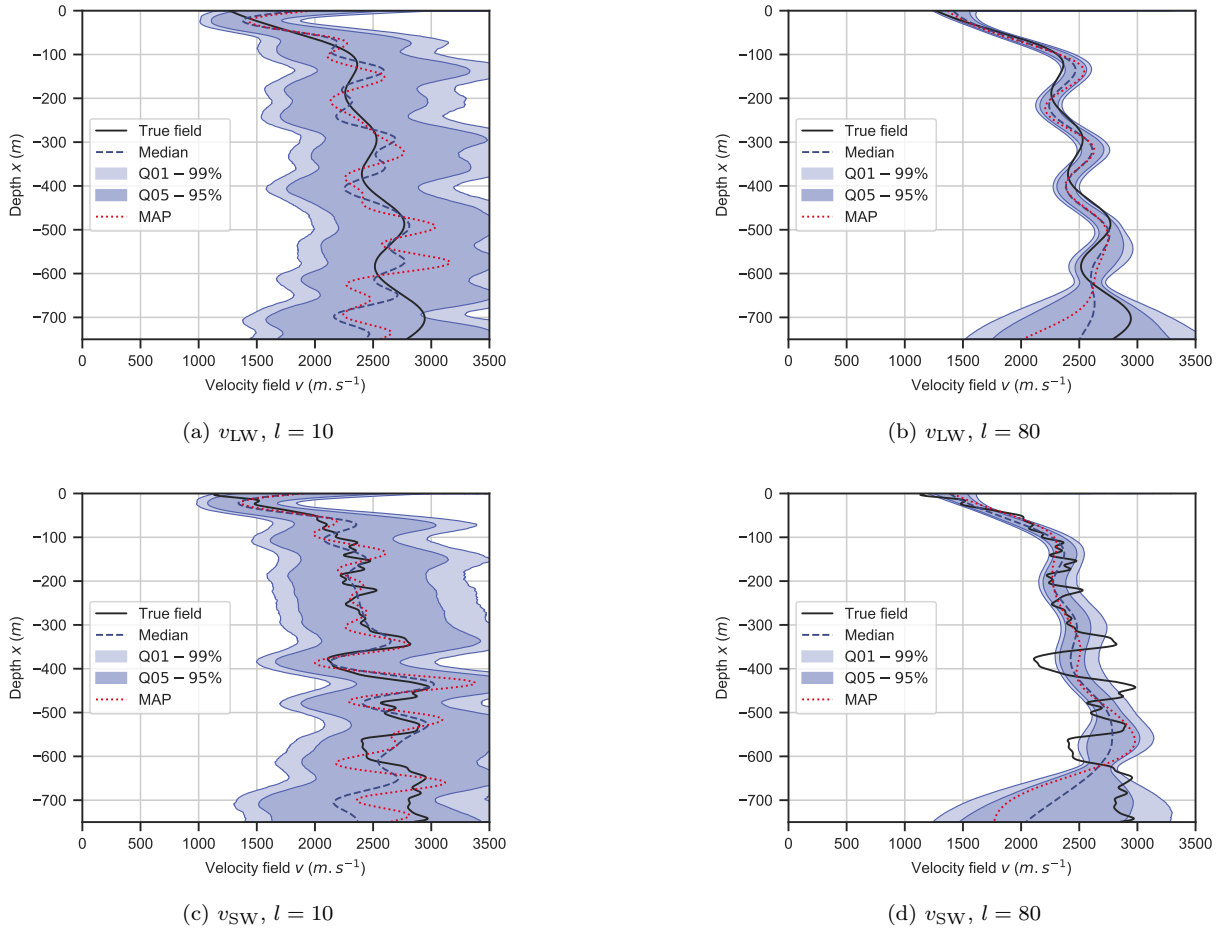 0
−100
−200
−300
−400
−500
−600
−700
Depth x (m)
True field
Median
Q01 − 99%
Q05 − 95%
MAP
0 500 1000 1500 2000 2500 3000 3500
Velocity field v (m. s⁻¹)
(a) v_LW, l = 10
0
−100
−200
−300
−400
−500
−600
−700
Depth x (m)
True field
Median
Q01 − 99%
Q05 − 95%
MAP
0 500 1000 1500 2000 2500 3000 3500
Velocity field v (m. s⁻¹)
(b) v_LW, l = 80
0
−100
−200
−300
−400
−500
−600
−700
Depth x (m)
True field
Median
Q01 − 99%
Q05 − 95%
MAP
0 500 1000 1500 2000 2500 3000 3500
Velocity field v (m. s⁻¹)
(c) v_SW, l = 10
0
−100
−200
−300
−400
−500
−600
−700
Depth x (m)
True field
Median
Q01 − 99%
Q05 − 95%
MAP
0 500 1000 1500 2000 2500 3000 3500
Velocity field v (m. s⁻¹)
(d) v_SW, l = 80